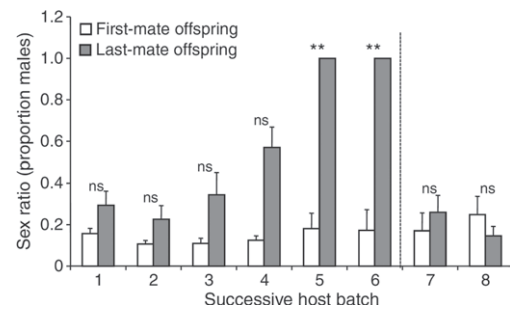 First-mate offspring
Last-mate offspring
Sex ratio (proportion males)
1.2
1.0
0.8
0.6
0.4
0.2
0
ns
ns
ns
ns
**
**
ns
ns
1 2 3 4 5 6 7 8
Successive host batch